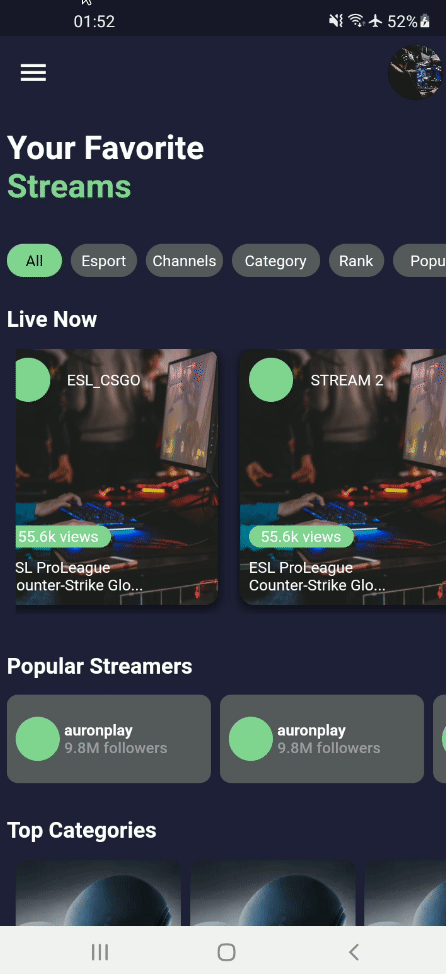 01:52 52%
Your Favorite
Streams
All Esport Channels Category Rank Popu
Live Now
ESL_CSGO STREAM 2
55.6k views 55.6k views
SL ProLeague ESL ProLeague
ounter-Strike Glo... Counter-Strike Glo...
Popular Streamers
auronplay auronplay
9.8M followers 9.8M followers
Top Categories